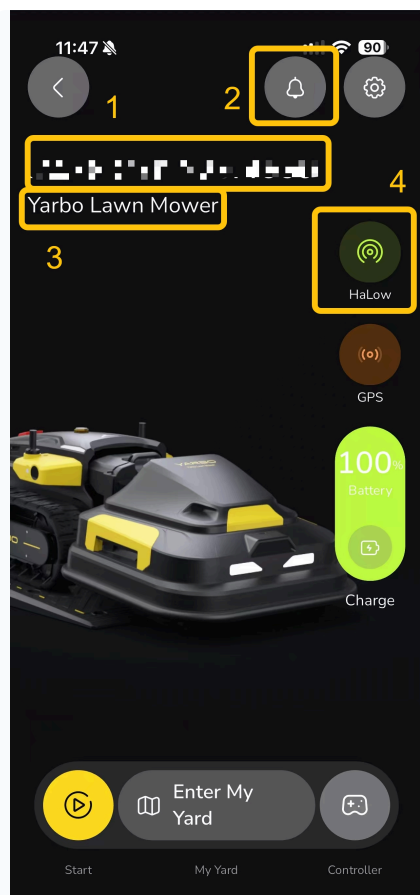 11:47
90
1
2
Yarbo Lawn Mower
4
3
HaLow
GPS
YARBO
100%
Battery
Charge
Enter My
Yard
Start
My Yard
Controller